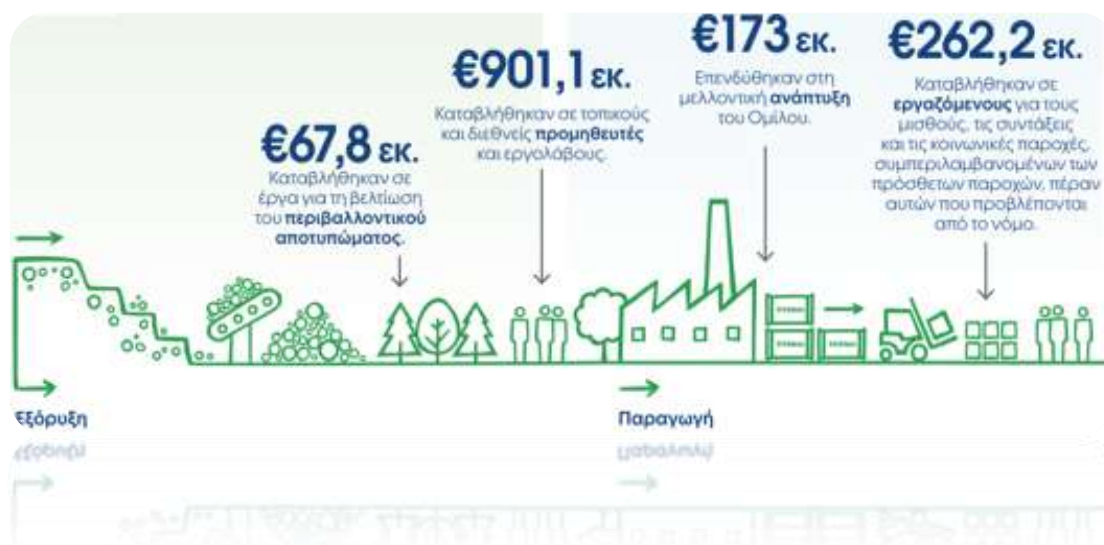 €67,8 εκ.
Καταβλήθηκαν σε
έργα για τη βελτίωση
του περιβαλλοντικού
αποτυπώματος.
€901,1 εκ.
Καταβλήθηκαν σε τοπικούς
και διεθνείς προμηθευτές
και εργολάβους.
€173 εκ.
Επενδύθηκαν στη
μελλοντική ανάπτυξη
του Ομίλου.
€262,2 εκ.
Καταβλήθηκαν σε
εργαζόμενους για τους
μισθούς, τις συντάξεις
και τις κοινωνικές παροχές,
συμπεριλαμβανομένων των
πρόσθετων παροχών, πέραν
αυτών που προβλέπονται
από το νόμο.
Εξόρυξη
Παραγωγή